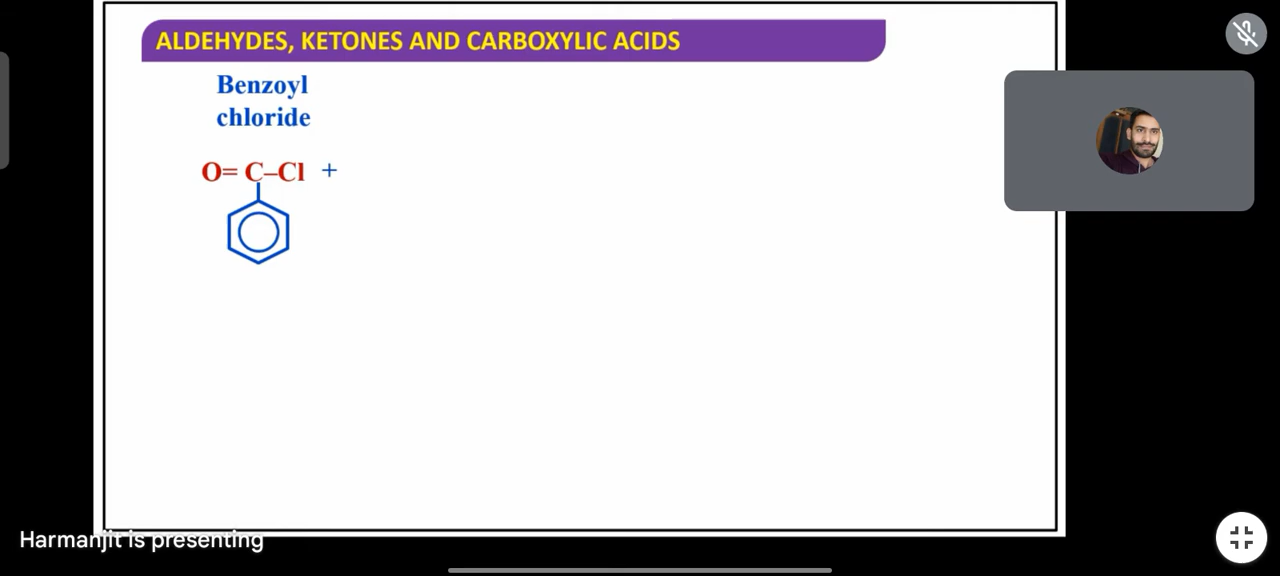 ALDEHYDES, KETONES AND CARBOXYLIC ACIDS
Benzoyl
chloride
O= C–Cl +
Harmanjit is presenting